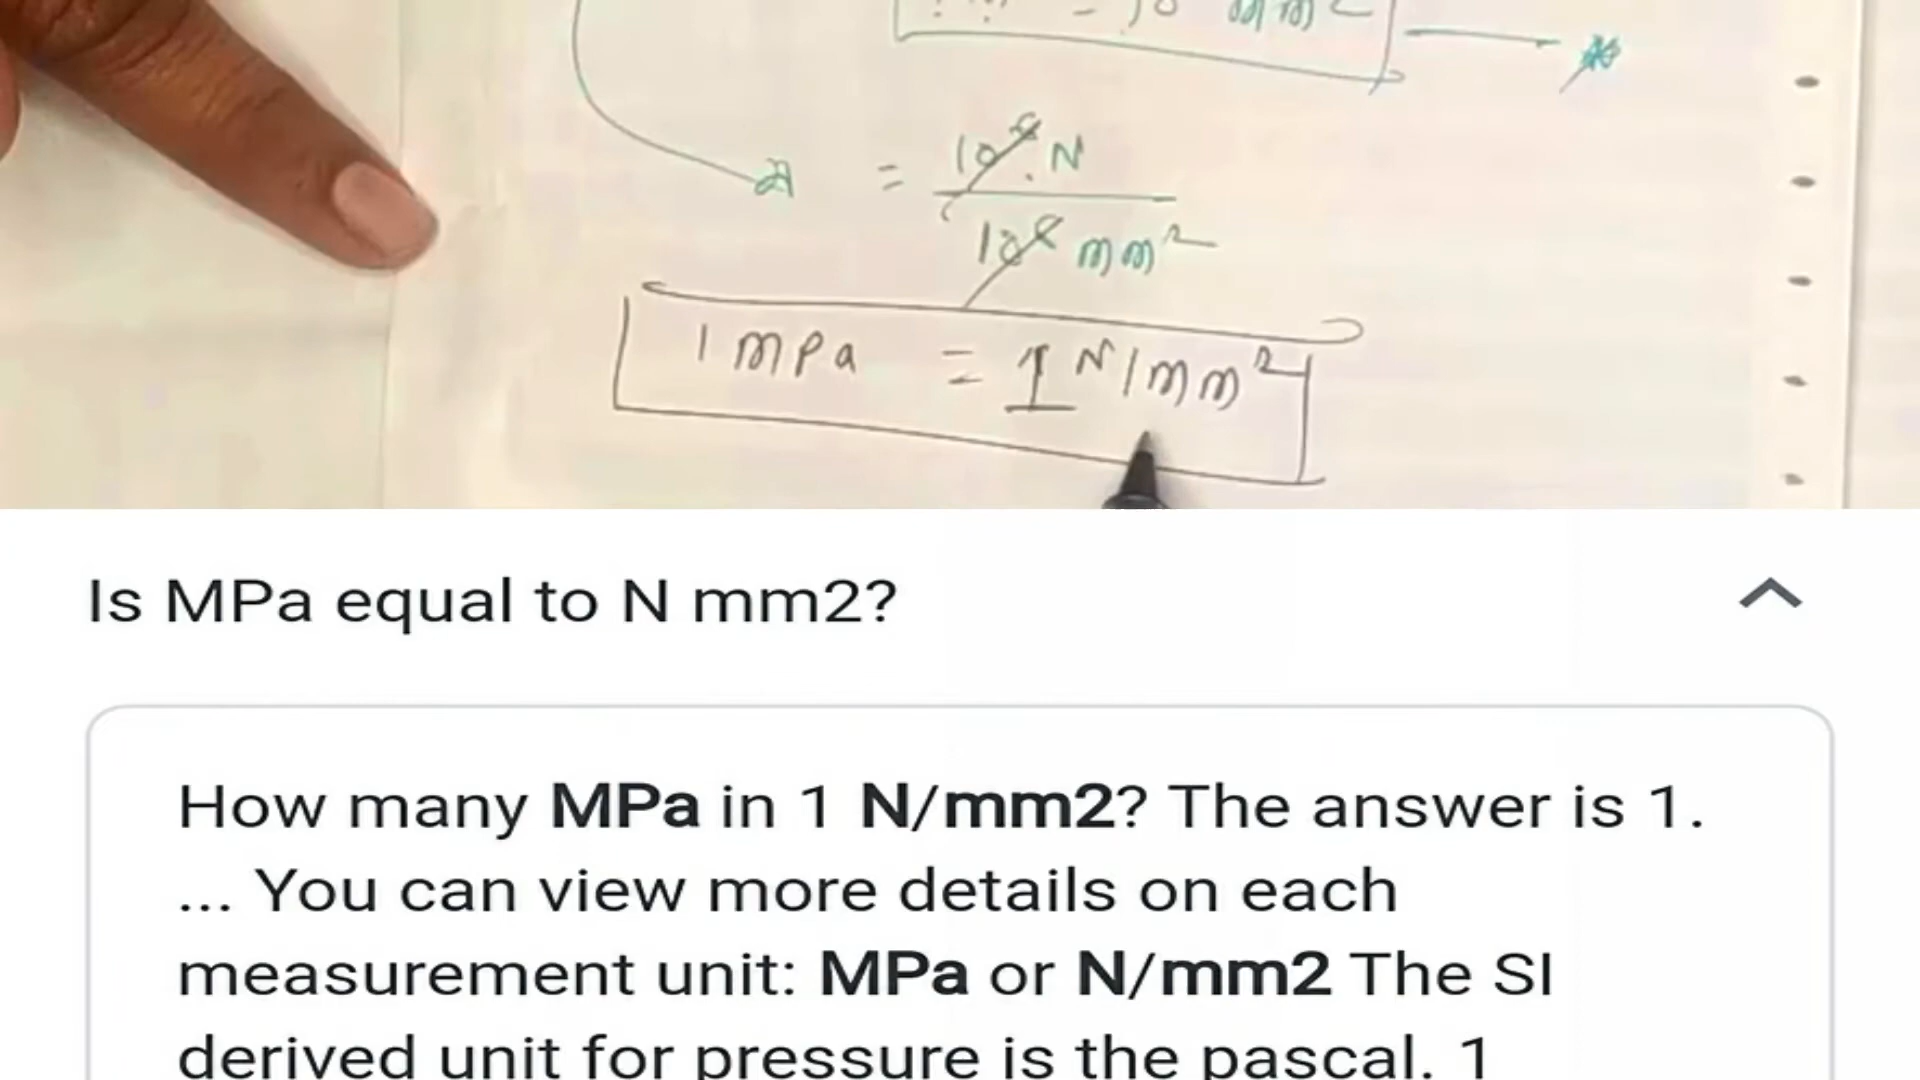 = 10⁶ N
10⁶ mm²
1 mPa = 1 N/mm²
Is MPa equal to N mm2?
How many MPa in 1 N/mm2? The answer is 1.
... You can view more details on each
measurement unit: MPa or N/mm2 The SI
derived unit for pressure is the pascal. 1